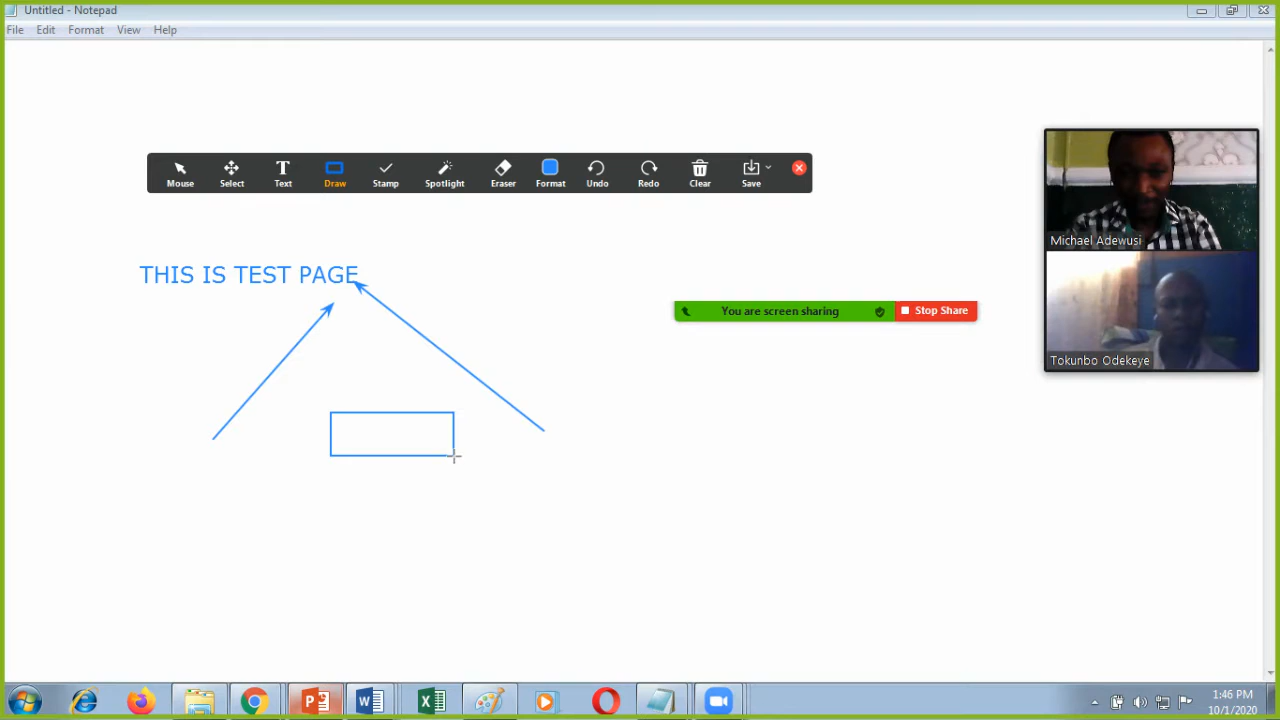 Untitled - Notepad
File Edit Format View Help
Mouse Select Text Draw Stamp Spotlight Eraser Format Undo Redo Clear Save
Michael Adewusi
THIS IS TEST PAGE
You are screen sharing Stop Share
Tokunbo Odekeye
1:46 PM
10/1/2020